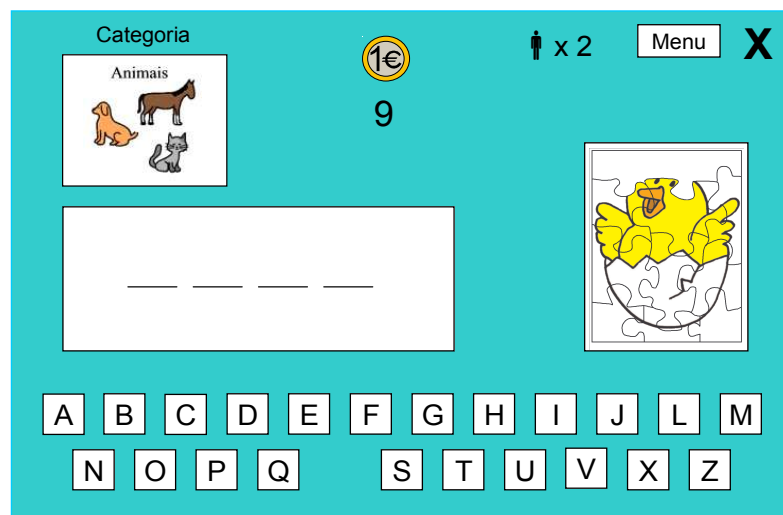 Categoria
Animais
1€
9
x 2
Menu
X
A B C D E F G H I J L M
N O P Q S T U V X Z